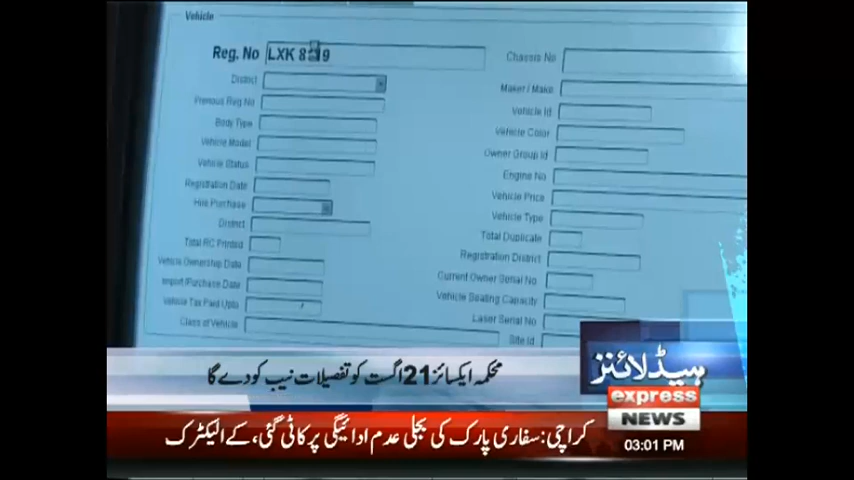 Vehicle
Reg. No LXK 8
Chassis No
District
Maker / Make
Previous Reg No
Vehicle Id
Body Type
Vehicle Color
Vehicle Model
Owner Group Id
Vehicle Status
Engine No
Registration Date
Vehicle Price
Hire Purchase
Vehicle Type
District
Total Duplicate
Total RC Printed
Registration District
Vehicle Ownership Date
Current Owner Serial No
Import/Purchase Date
Vehicle Seating Capacity
Vehicle Tax Paid Upto
Laser Serial No
Class of Vehicle
Site Id
محکمہ ایکسائز 21 اگست کو تفصیلات نیب کو دے گا
ہیڈلائنز
express
NEWS
03:01 PM
کراچی: سفاری پارک کی بجلی عدم ادائیگی پر کاٹی گئی، کے الیکٹرک